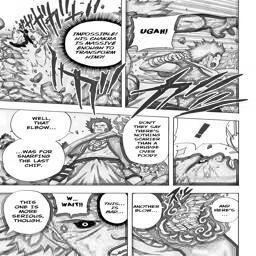 UGAH!!
IMPOSSIBLE!
HIS CHAKRA
IS MASSIVE
ENOUGH TO
TRANSFORM
HIM?!
!
DON'T
THEY SAY
THERE'S
NOTHING
SCARIER
THAN A
GRUDGE
OVER
FOOD?
WELL,
THAT
ELBOW...
...WAS FOR
SNARFING
THE LAST
CHIP.
AND
HERE'S...
ANOTHER
BLOW...
THIS...
IS
BAD...
W...
WAIT!!
THIS
ONE IS
MORE
SERIOUS,
THOUGH.